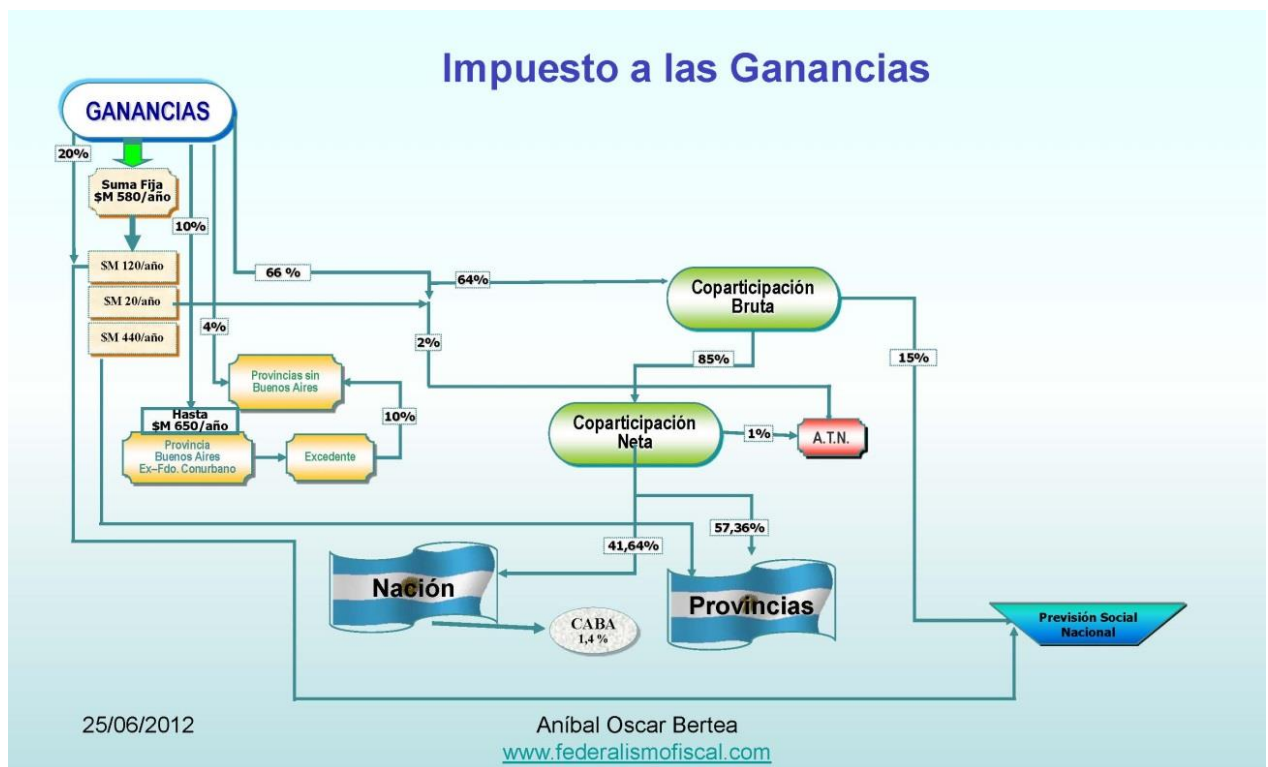 Impuesto a las Ganancias
GANANCIAS
20%
Suma Fija
$M 580/año
10%
$M 120/año
66 %
64%
Coparticipación
Bruta
$M 20/año
4%
2%
$M 440/año
85%
15%
Provincias sin
Buenos Aires
Hasta
$M 650/año
10%
Coparticipación
Neta
1%
A.T.N.
Provincia
Buenos Aires
Ex–Fdo. Conurbano
Excedente
57,36%
41,64%
Nación
Provincias
CABA
1,4 %
Previsión Social
Nacional
25/06/2012
Aníbal Oscar Bertea
www.federalismofiscal.com